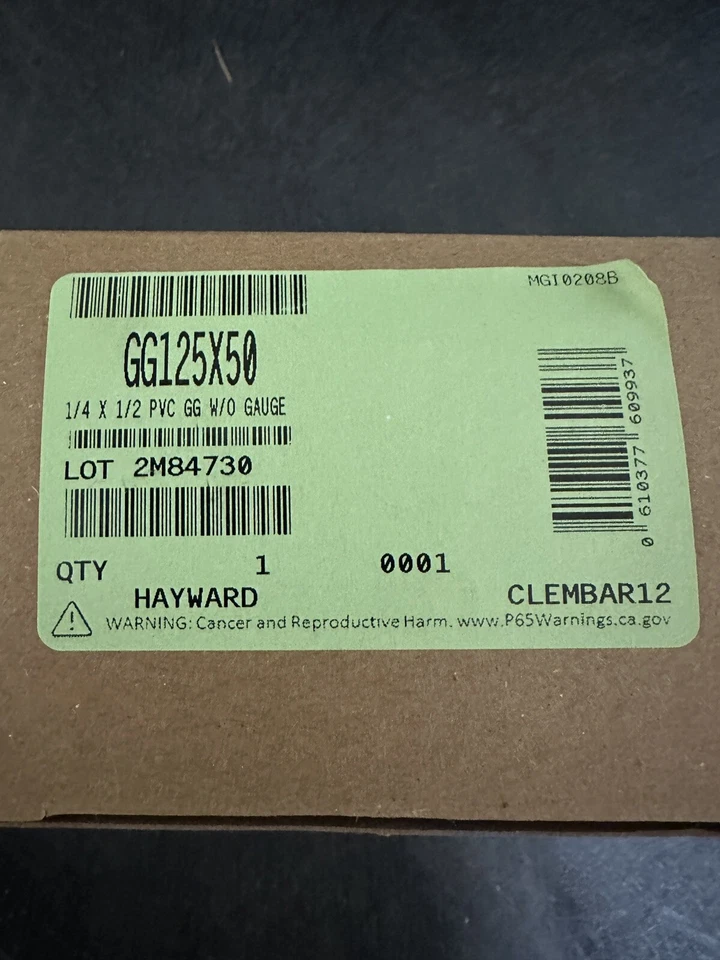 MGI0208B
GG125X50
1/4 X 1/2 PVC GG W/O GAUGE
LOT 2M84730
0 610377 609937
QTY 1 0001
HAYWARD CLEMBAR12
WARNING: Cancer and Reproductive Harm. www.P65Warnings.ca.gov